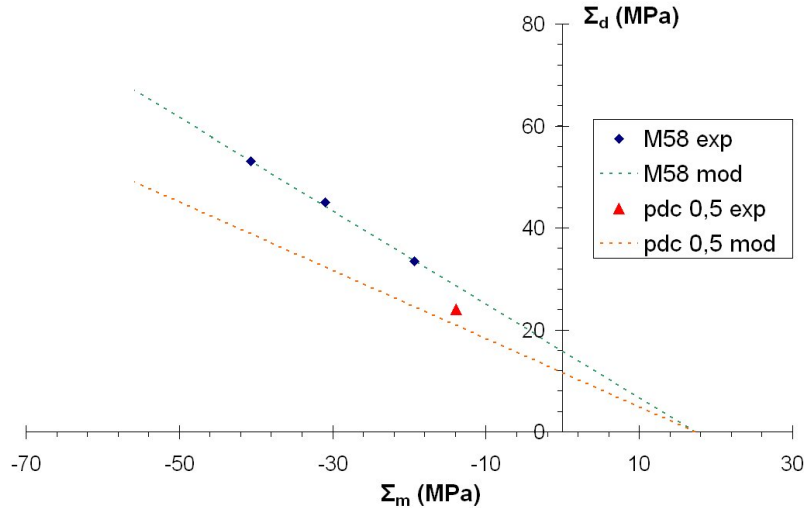 80
Σd (MPa)
60
M58 exp
M58 mod
pdc 0,5 exp
pdc 0,5 mod
40
20
0
-70 -50 -30 -10 10 30
Σm (MPa)